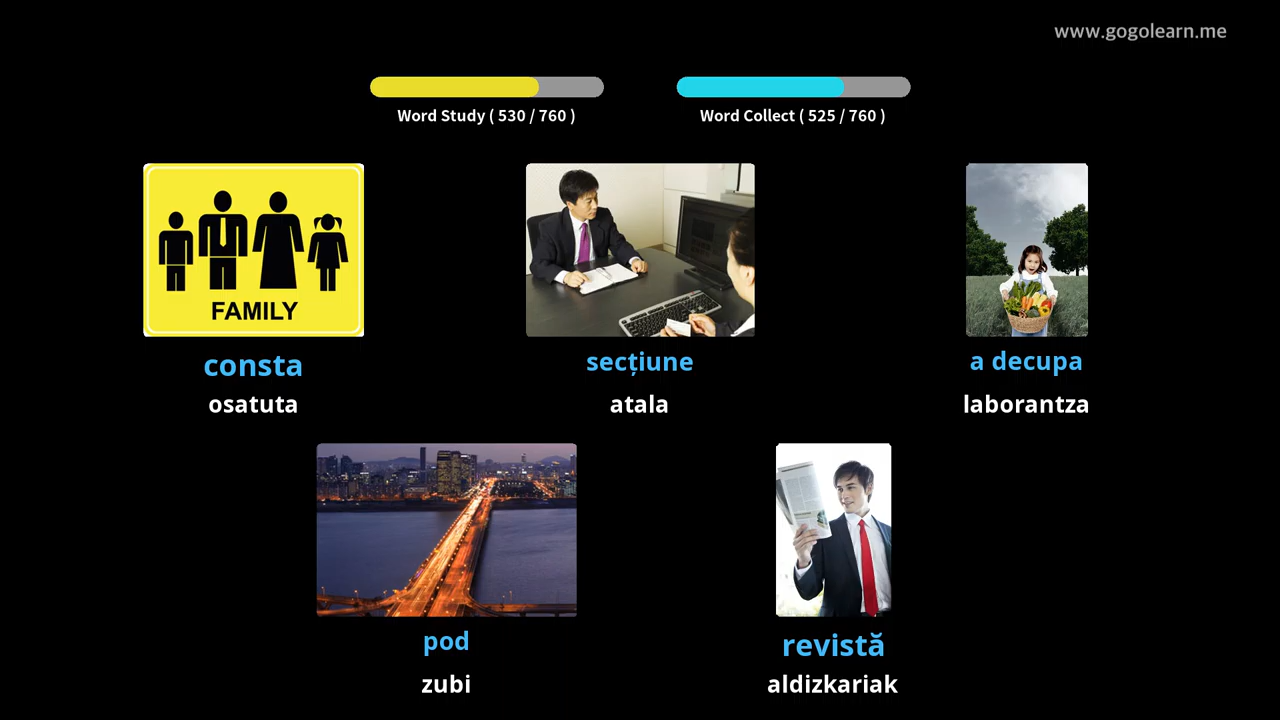 www.gogolearn.me
Word Study ( 530 / 760 )
Word Collect ( 525 / 760 )
FAMILY
consta
osatuta
secțiune
atala
a decupa
laborantza
pod
zubi
revistă
aldizkariak